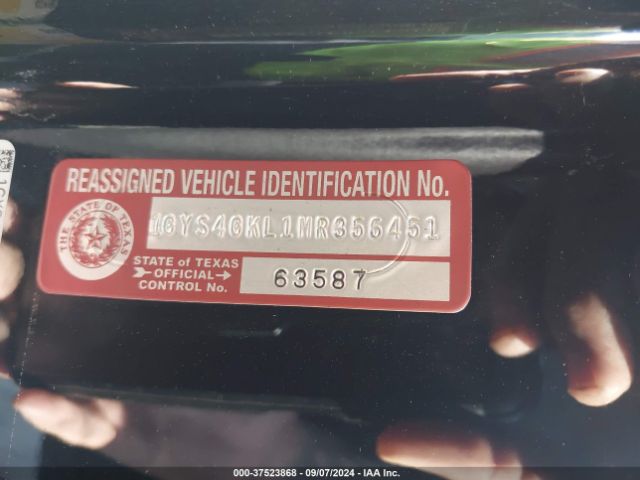 REASSIGNED VEHICLE IDENTIFICATION No.
THE STATE OF TEXAS
1GYS4GKL1MR356451
STATE of TEXAS
OFFICIAL
CONTROL No.
63587
000-37523868 - 09/07/2024 - IAA Inc.